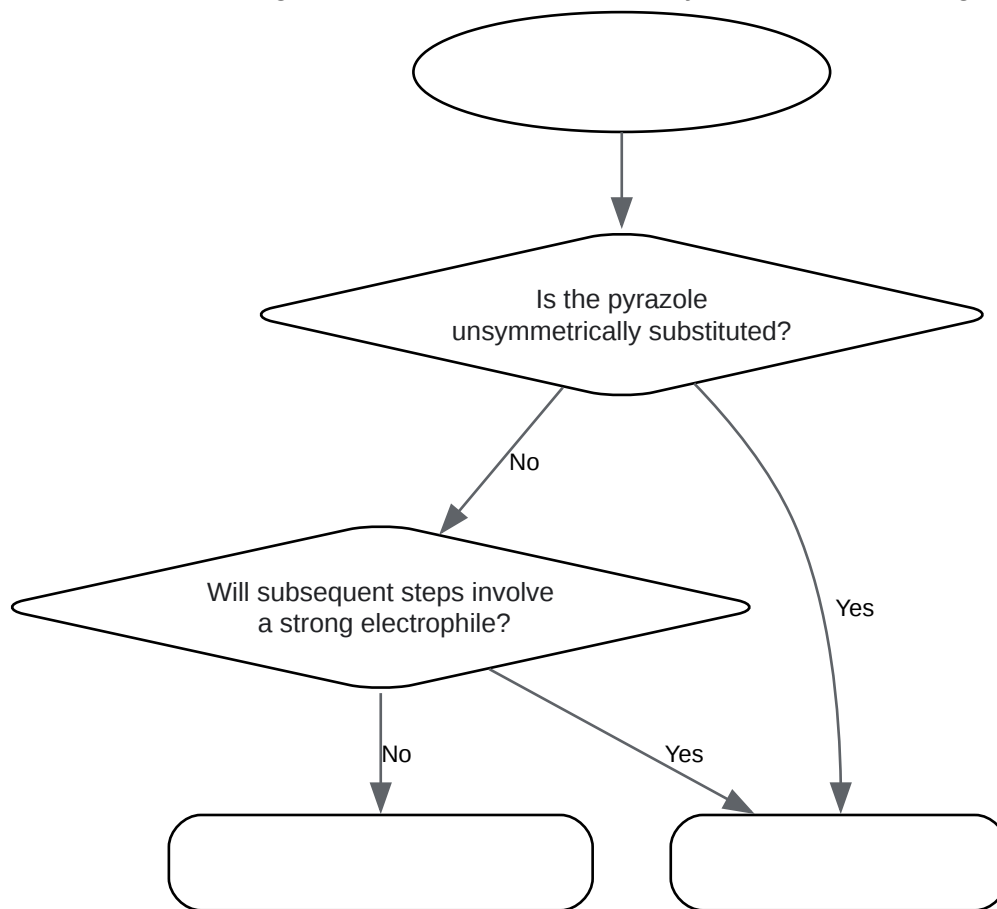 Is the pyrazole
unsymmetrically substituted?
No
Will subsequent steps involve
a strong electrophile?
Yes
No
Yes